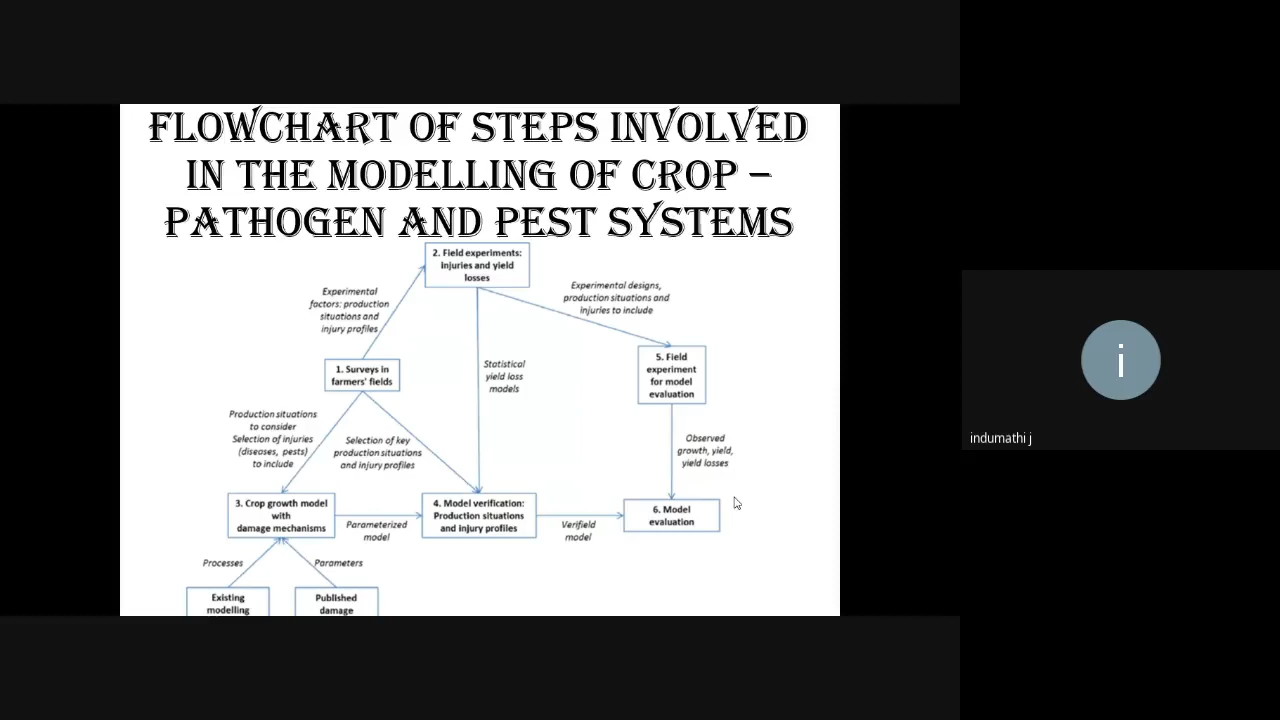 FLOWCHART OF STEPS INVOLVED
IN THE MODELLING OF CROP –
PATHOGEN AND PEST SYSTEMS
2. Field experiments:
injuries and yield
losses
Experimental
factors: production
situations and
injury profiles
Experimental designs,
production situations and
injuries to include
1. Surveys in
farmers' fields
Statistical
yield loss
models
5. Field
experiment
for model
evaluation
Production situations
to consider
Selection of injuries
(diseases, pests)
to include
Selection of key
production situations
and injury profiles
Observed
growth, yield,
yield losses
3. Crop growth model
with
damage mechanisms
Parameterized
model
4. Model verification:
Production situations
and injury profiles
Verifield
model
6. Model
evaluation
Processes
Parameters
Existing
modelling
Published
damage
i
indumathi j